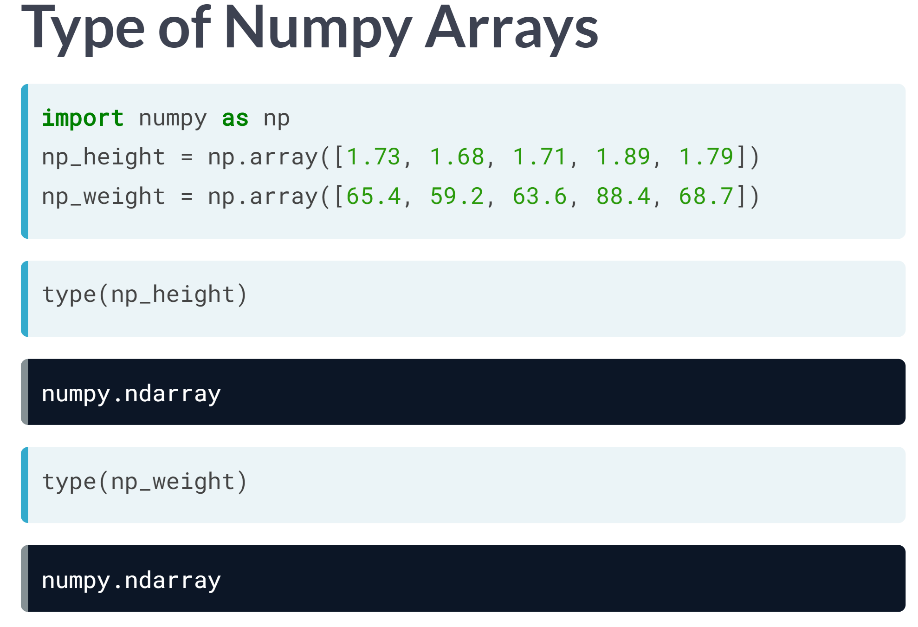 Type of Numpy Arrays
import numpy as np
np_height = np.array([1.73, 1.68, 1.71, 1.89, 1.79])
np_weight = np.array([65.4, 59.2, 63.6, 88.4, 68.7])
type(np_height)
numpy.ndarray
type(np_weight)
numpy.ndarray